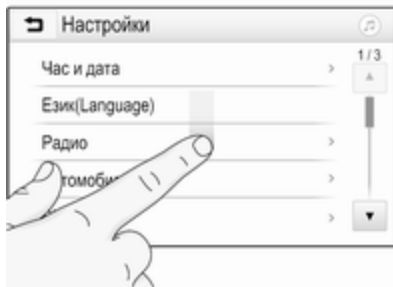 Настройки
1/3
Час и дата
Език(Language)
Радио